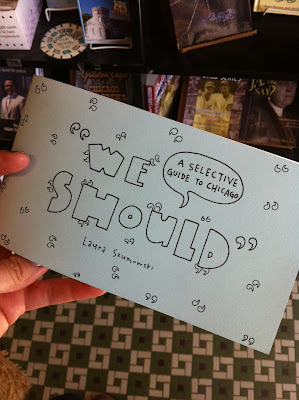 "WE
SHOULD"
A SELECTIVE
GUIDE TO CHICAGO
Laura Szumowski